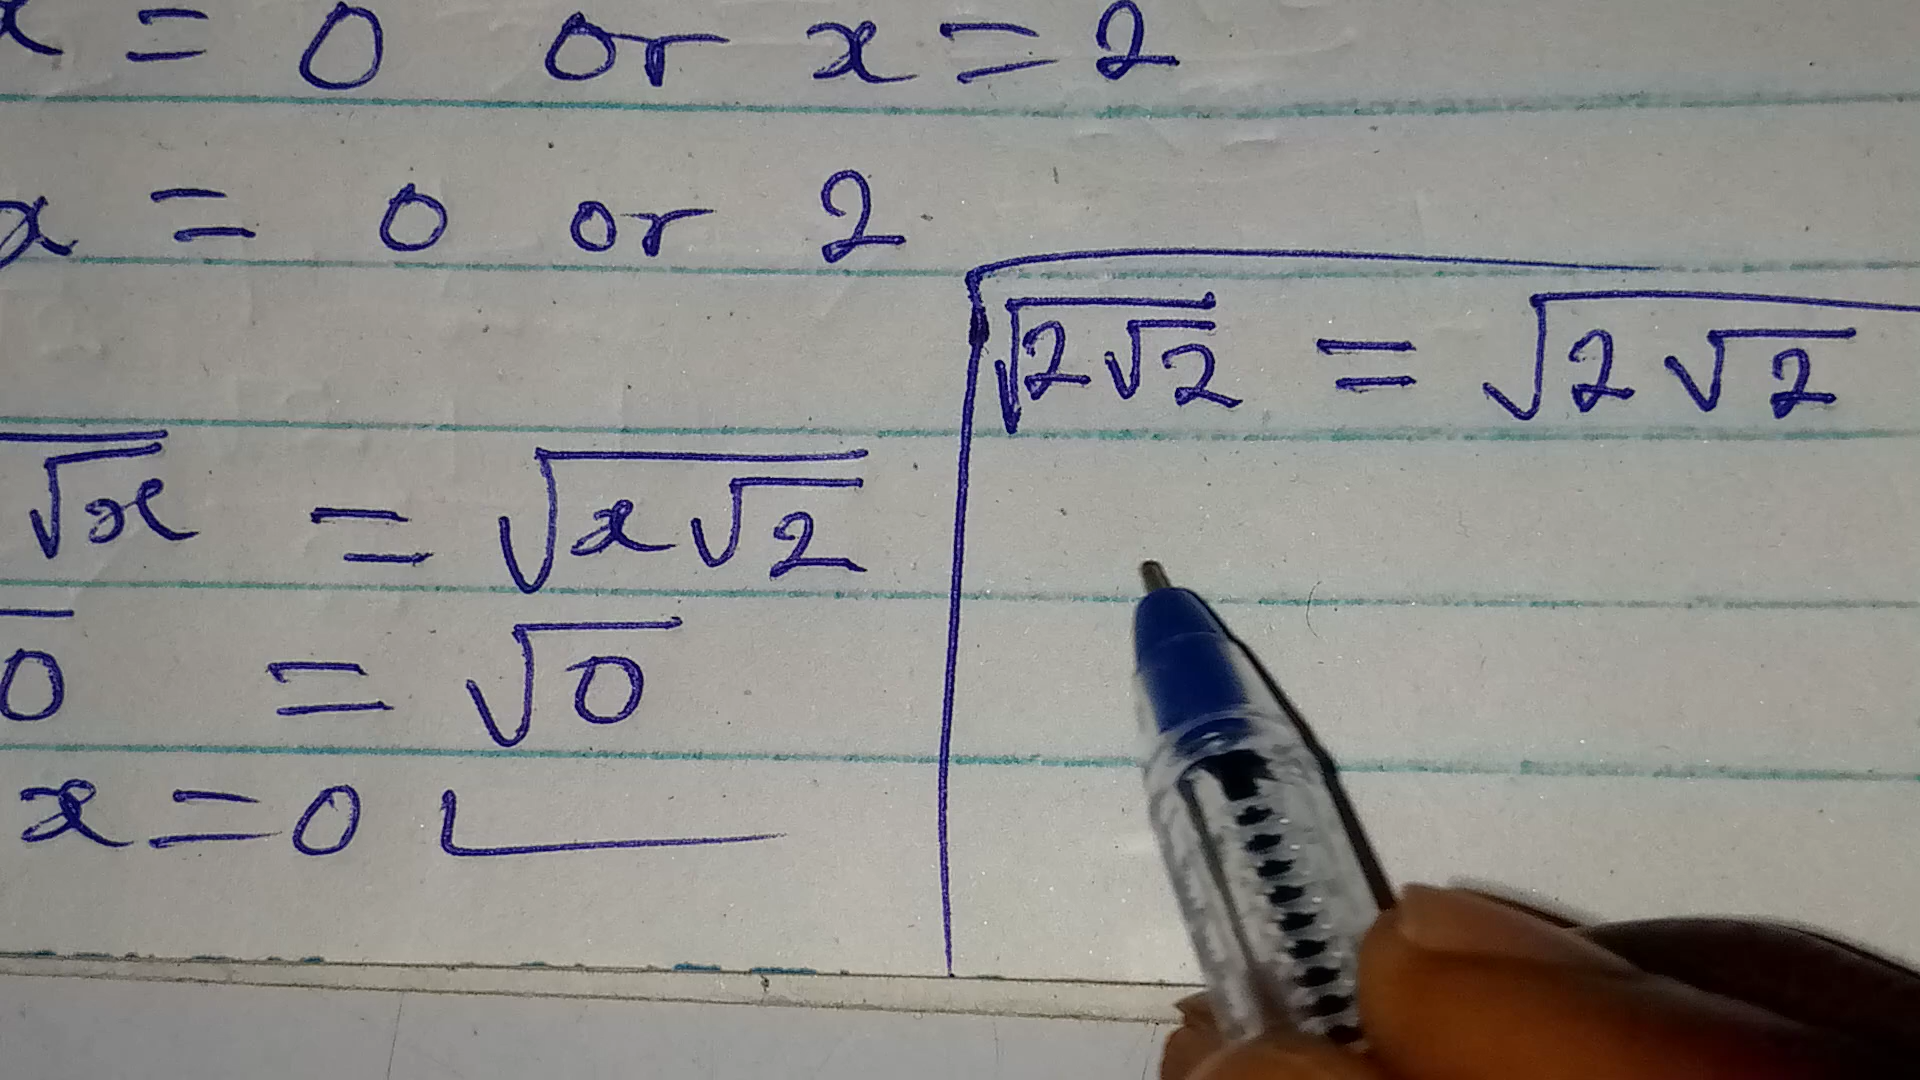 x = 0 or x = 2
x = 0 or 2
√x = √(x√2)
0 = √0
x = 0
√(2√2) = √(2√2)